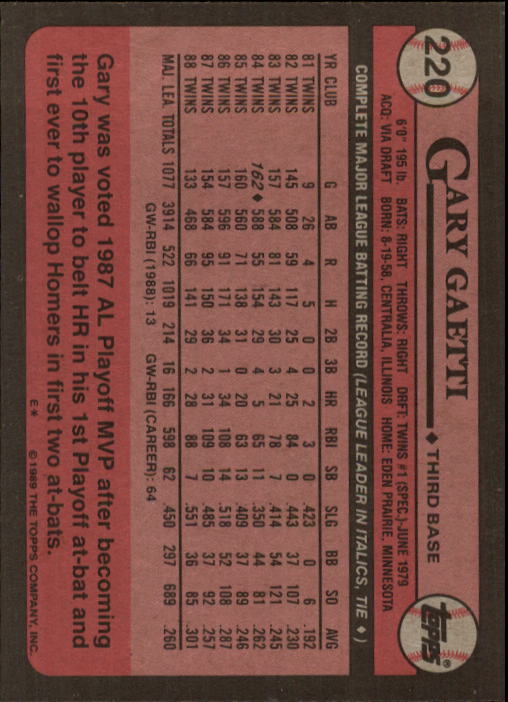 220
GARY GAETTI ♦ THIRD BASE
TOPPS®
6'0" 195 lb. BATS: RIGHT THROWS: RIGHT DRFT: TWINS #1 (SPEC.)-JUNE 1979
ACQ: VIA DRAFT BORN: 8-19-58, CENTRALIA, ILLINOIS HOME: EDEN PRAIRIE, MINNESOTA
COMPLETE MAJOR LEAGUE BATTING RECORD (LEAGUE LEADER IN ITALICS, TIE ♦)
YR CLUB G AB R H 2B 3B HR RBI SB SLG BB SO AVG
81 TWINS 9 26 4 5 0 0 2 3 0 .423 0 6 .192
82 TWINS 145 508 59 117 25 4 25 84 0 .443 37 107 .230
83 TWINS 157 584 81 143 30 3 21 78 7 .414 54 121 .245
84 TWINS 162♦ 588 55 154 29 4 5 65 11 .350 44 81 .262
85 TWINS 160 560 71 138 31 0 20 63 13 .409 37 89 .246
86 TWINS 157 596 91 171 34 1 34 108 14 .518 52 108 .287
87 TWINS 154 584 95 150 36 2 31 109 10 .485 37 92 .257
88 TWINS 133 468 66 141 29 2 28 88 7 .551 36 85 .301
MAJ. LEA. TOTALS 1077 3914 522 1019 214 16 166 598 62 .450 297 689 .260
GW-RBI (1988): 13 GW-RBI (CAREER): 64
Gary was voted 1987 AL Playoff MVP after becoming
the 10th player to belt HR in his 1st Playoff at-bat and
first ever to wallop Homers in first two at-bats.
E* © 1989 THE TOPPS COMPANY, INC.